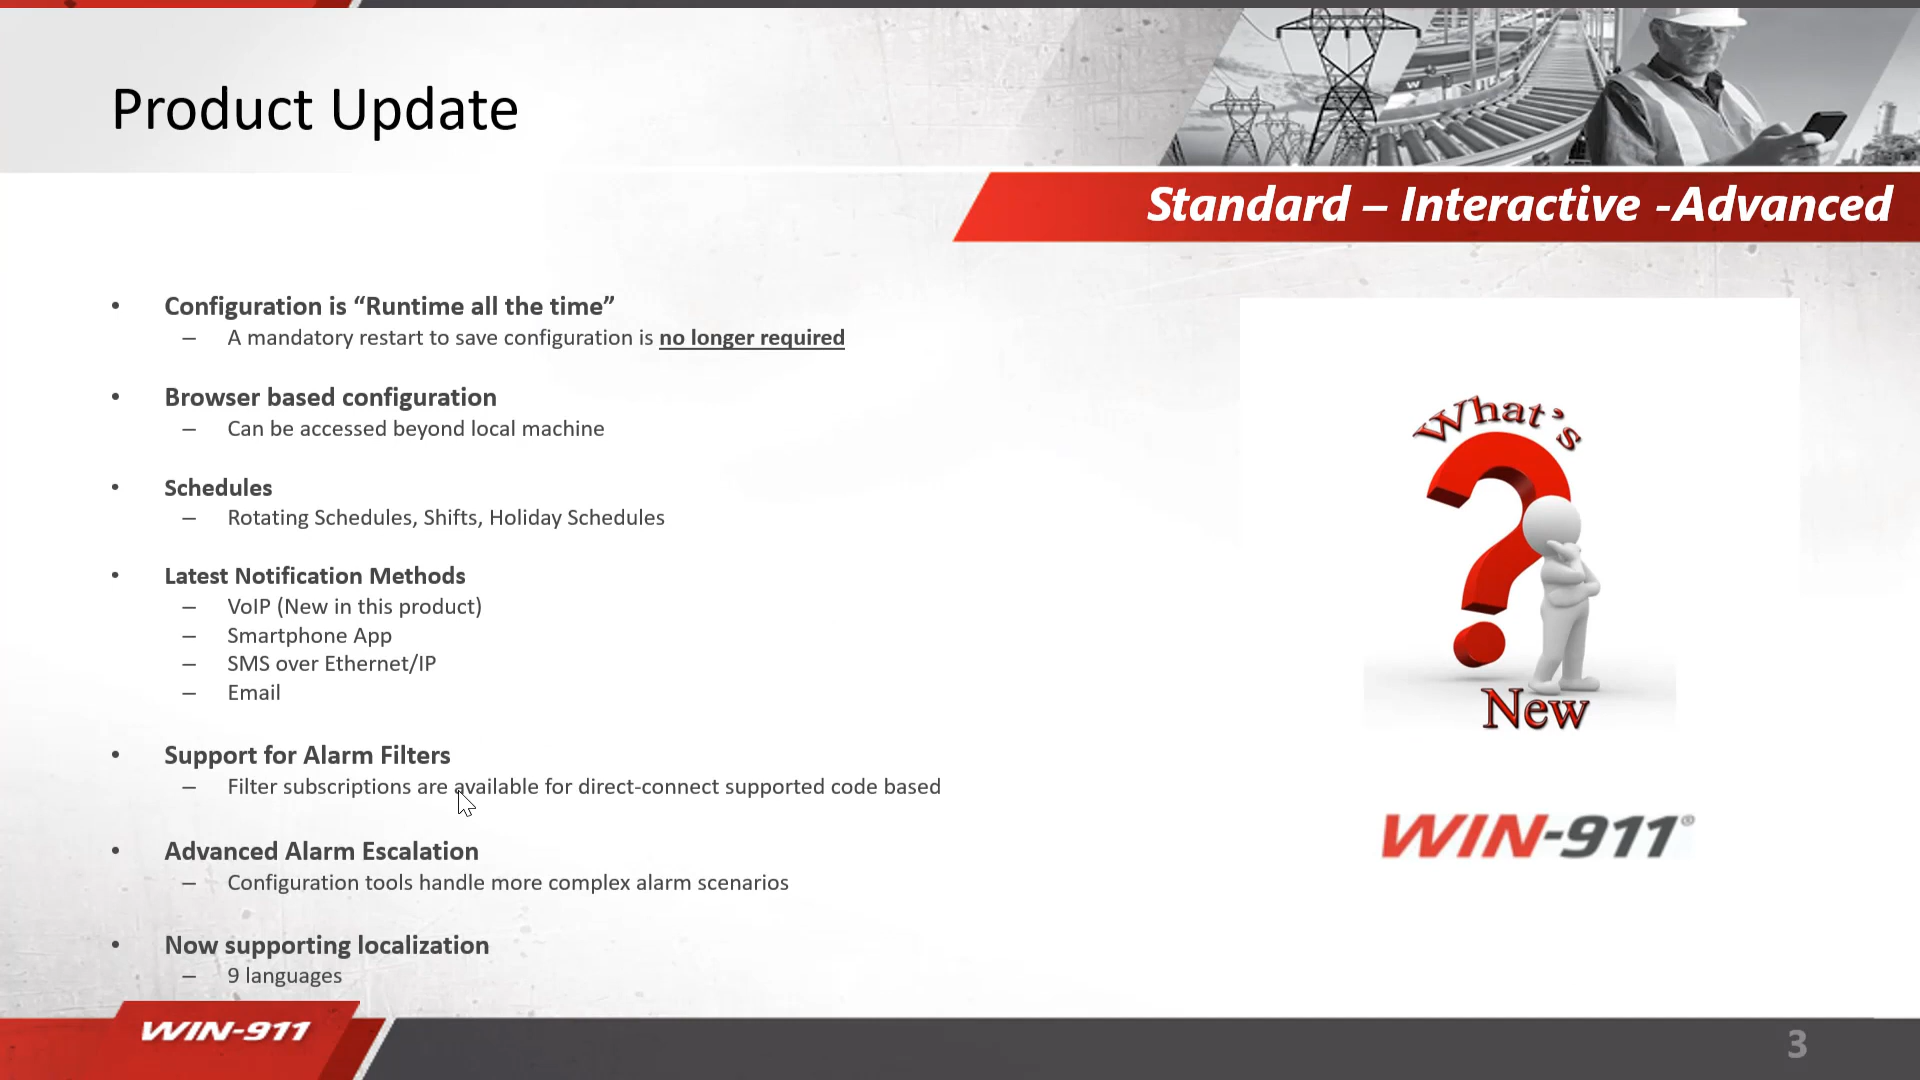 Product Update
Standard – Interactive -Advanced
• Configuration is “Runtime all the time”
– A mandatory restart to save configuration is no longer required
• Browser based configuration
– Can be accessed beyond local machine
• Schedules
– Rotating Schedules, Shifts, Holiday Schedules
• Latest Notification Methods
– VoIP (New in this product)
– Smartphone App
– SMS over Ethernet/IP
– Email
• Support for Alarm Filters
– Filter subscriptions are available for direct-connect supported code based
• Advanced Alarm Escalation
– Configuration tools handle more complex alarm scenarios
• Now supporting localization
– 9 languages
What's
New
WIN-911®
WIN-911
3